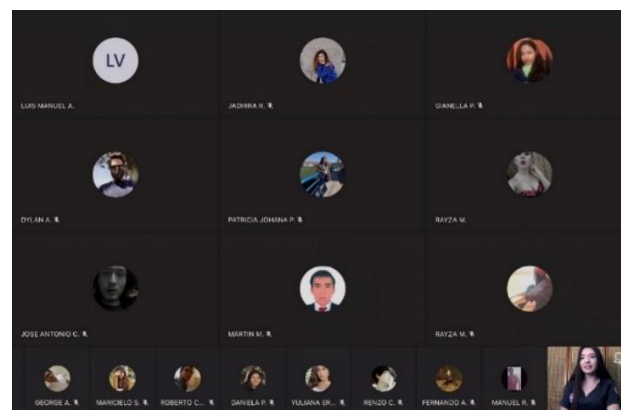 LV
LUIS MANUEL A.
JADHIRA R.
GIANELLA P.
DYLAN A.
PATRICIA JOHANA P.
RAYZA M.
JOSE ANTONIO C.
MARTIN M.
RAYZA M.
GEORGE A.
MARICIELO S.
ROBERTO C...
DANIELA P.
YULIANA ER...
RENZO C.
FERNANDO A.
MANUEL R.